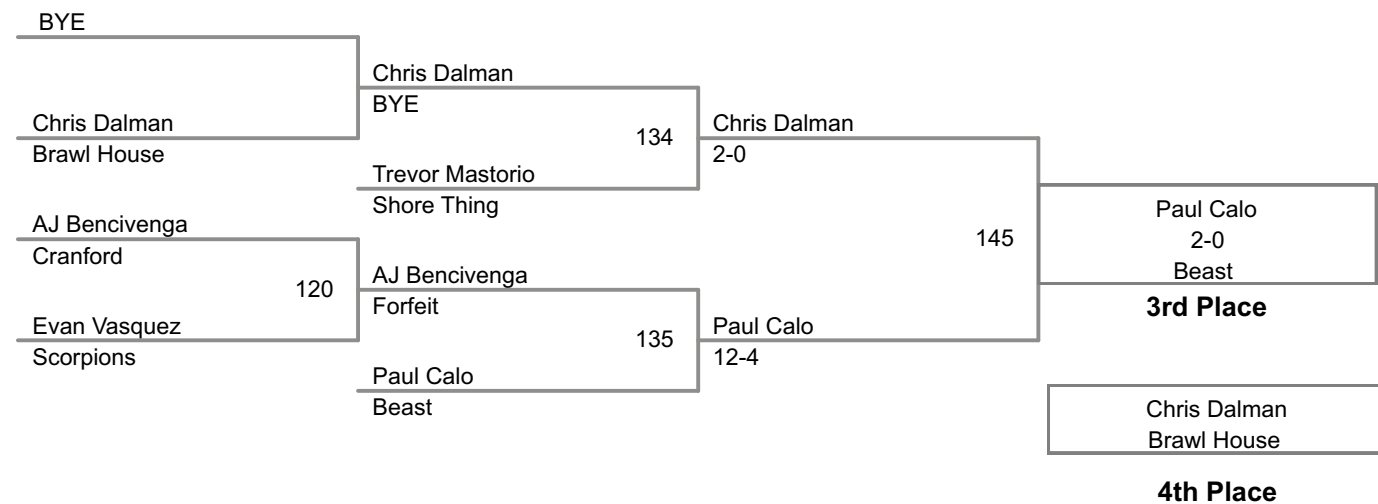 BYE
Chris Dalman
BYE
Chris Dalman
Brawl House
134
Chris Dalman
2-0
Trevor Mastorio
Shore Thing
AJ Bencivenga
Cranford
145
Paul Calo
2-0
Beast
3rd Place
120
AJ Bencivenga
Forfeit
Evan Vasquez
Scorpions
135
Paul Calo
12-4
Paul Calo
Beast
Chris Dalman
Brawl House
4th Place